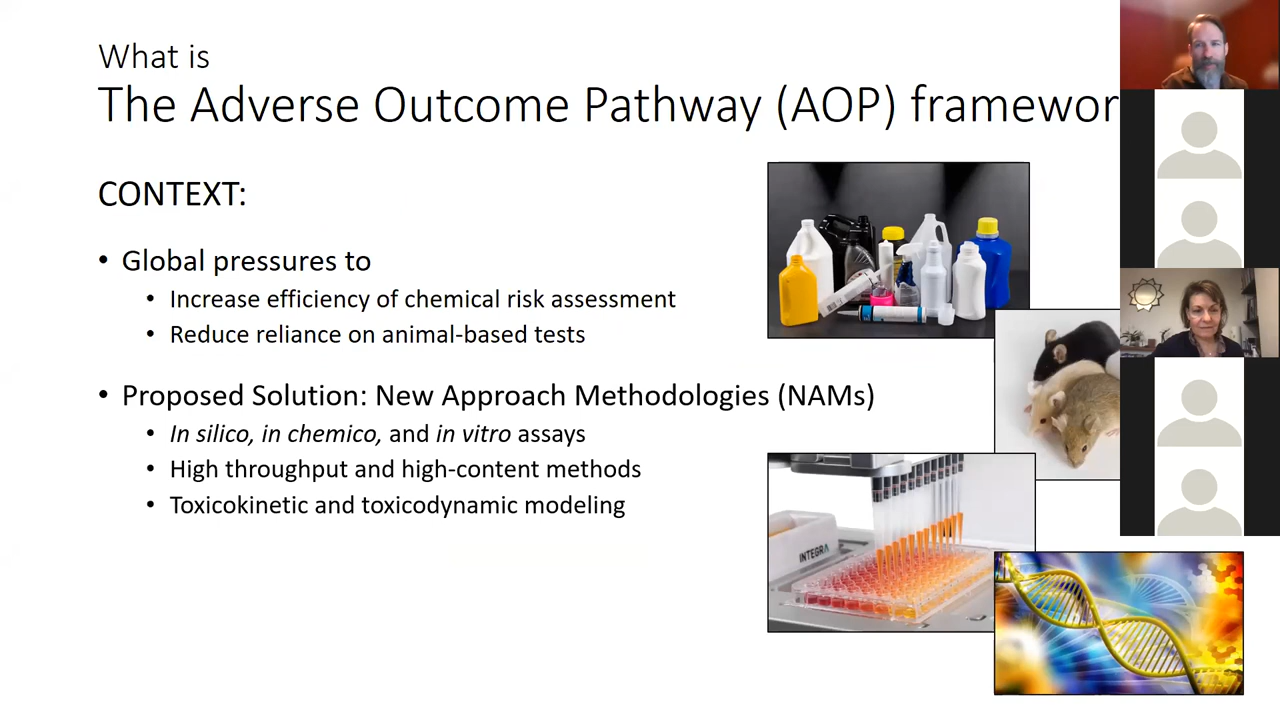 What is
The Adverse Outcome Pathway (AOP) framewor
CONTEXT:
• Global pressures to
• Increase efficiency of chemical risk assessment
• Reduce reliance on animal-based tests
• Proposed Solution: New Approach Methodologies (NAMs)
• In silico, in chemico, and in vitro assays
• High throughput and high-content methods
• Toxicokinetic and toxicodynamic modeling
INTEGRA